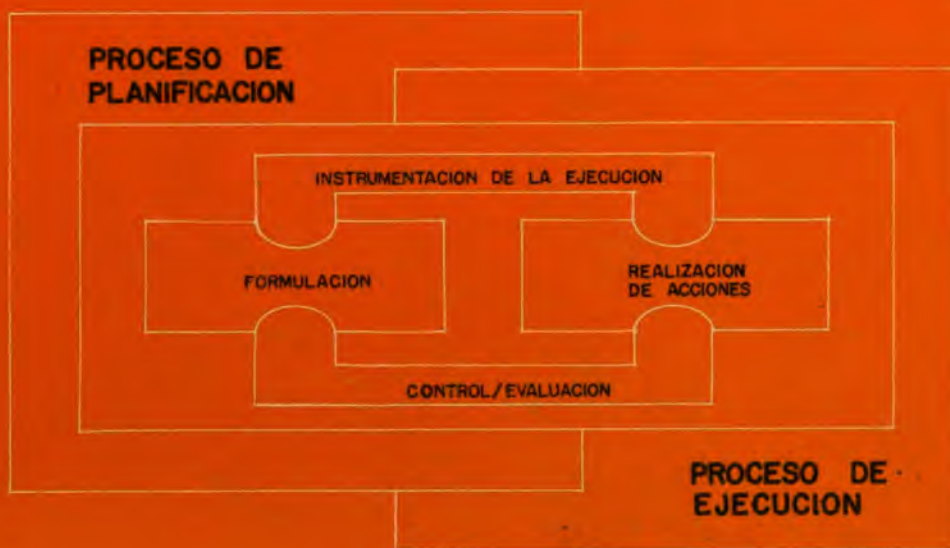 PROCESO DE
PLANIFICACION
INSTRUMENTACION DE LA EJECUCION
FORMULACION
REALIZACION
DE ACCIONES
CONTROL/EVALUACION
PROCESO DE
EJECUCION